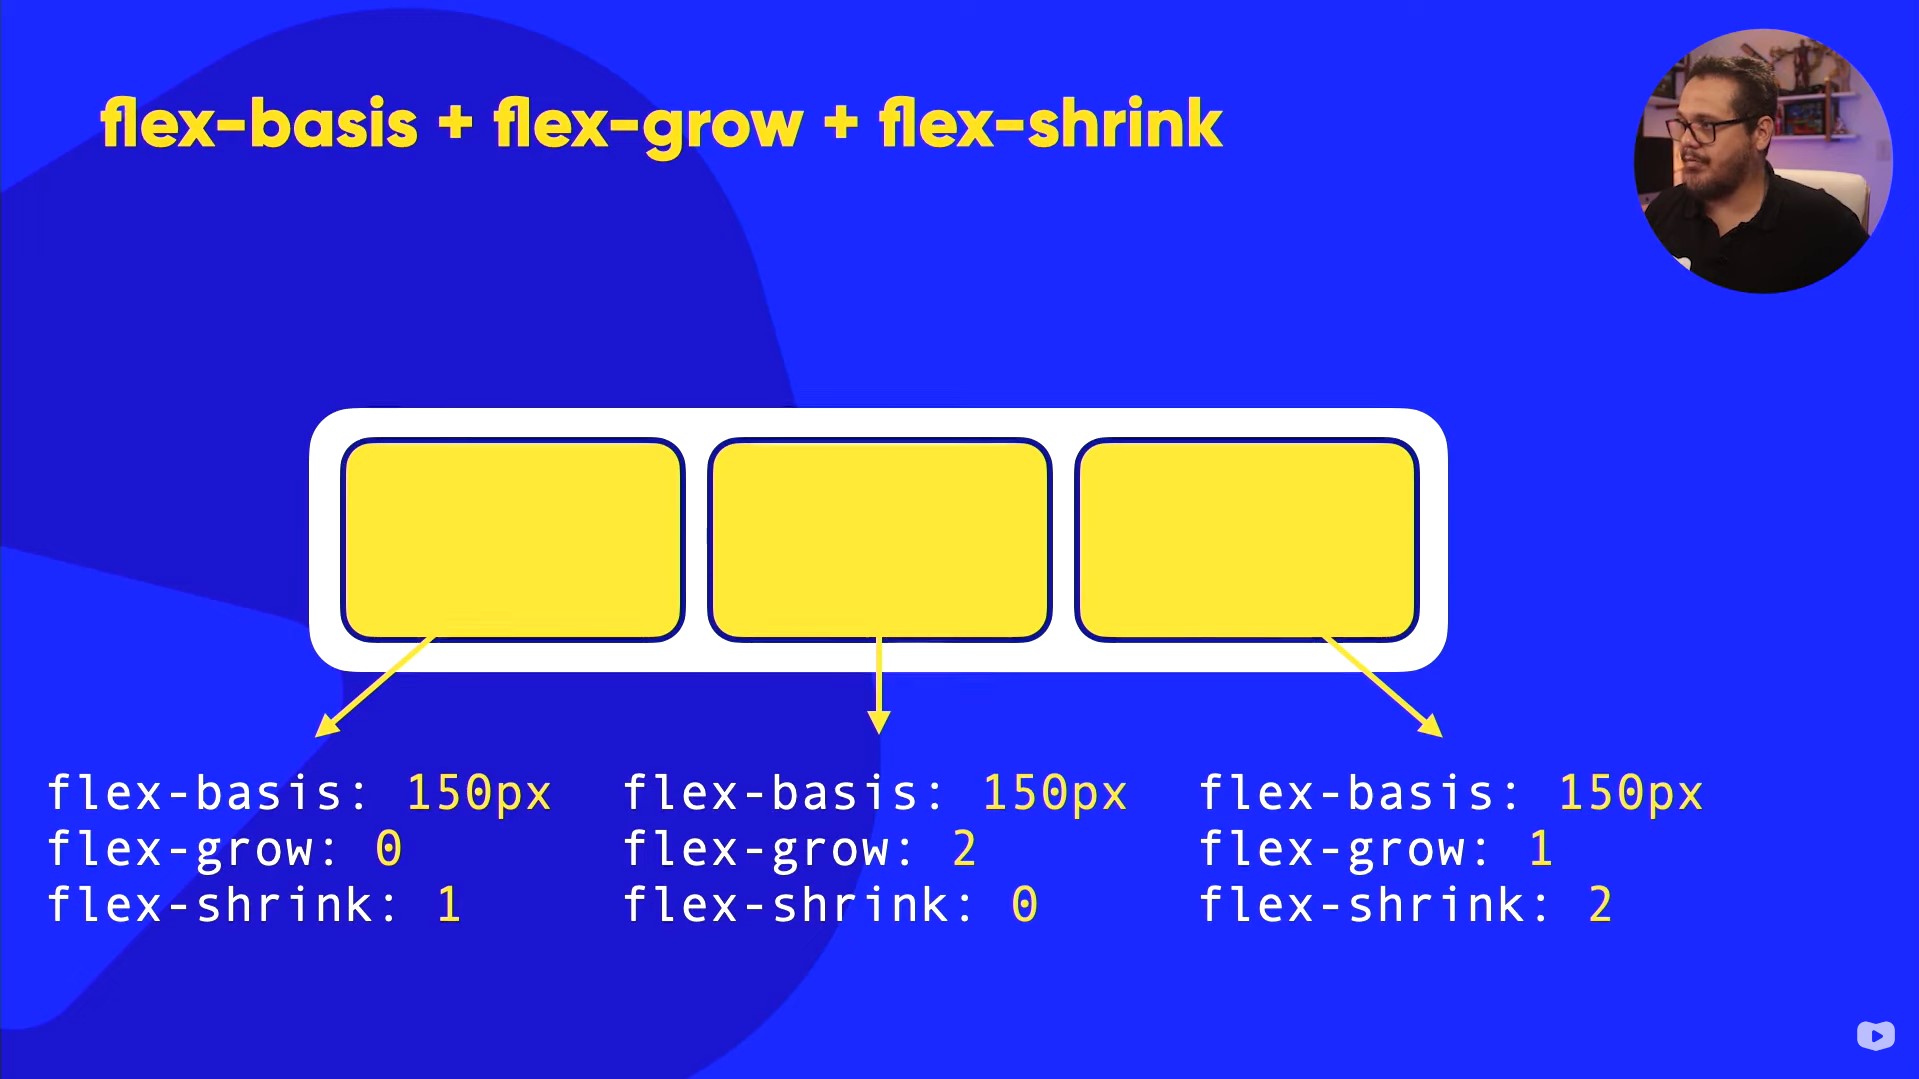 flex-basis + flex-grow + flex-shrink
flex-basis: 150px
flex-grow: 0
flex-shrink: 1
flex-basis: 150px
flex-grow: 2
flex-shrink: 0
flex-basis: 150px
flex-grow: 1
flex-shrink: 2